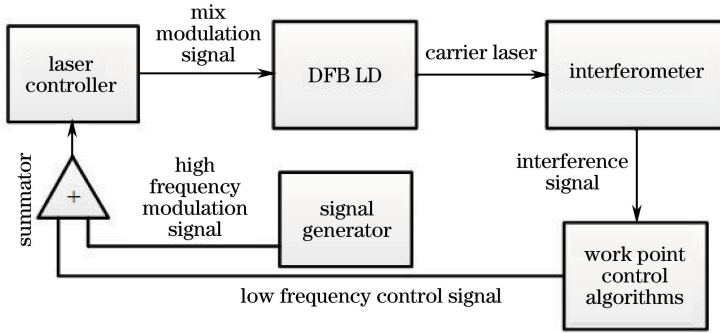 mix
modulation
signal
laser
controller
DFB LD
carrier laser
interferometer
interference
signal
summator
+
high
frequency
modulation
signal
signal
generator
work point
control
algorithms
low frequency control signal